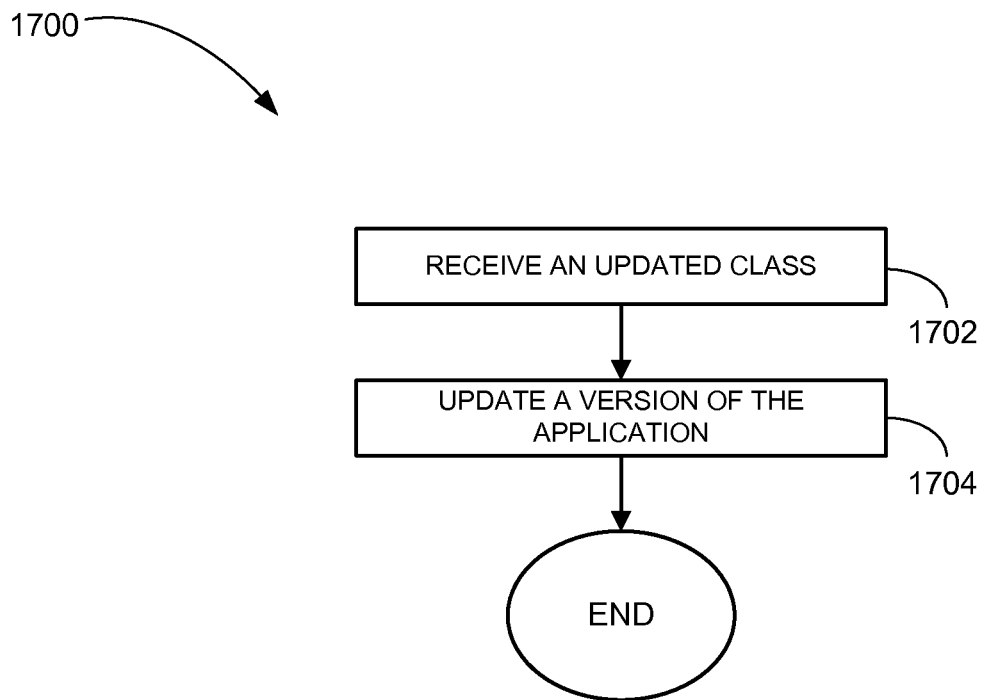 1700
RECEIVE AN UPDATED CLASS
1702
UPDATE A VERSION OF THE
APPLICATION
1704
END